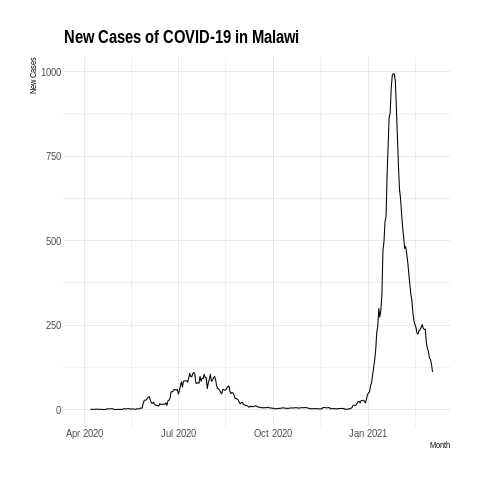 New Cases of COVID-19 in Malawi
New Cases
1000
750
500
250
0
Apr 2020
Jul 2020
Oct 2020
Jan 2021
Month